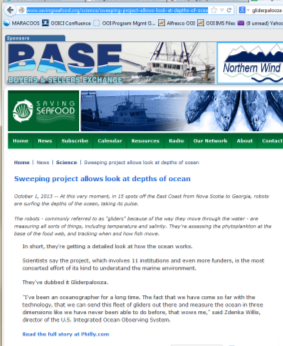 www.savingseafood.org/science/sweeping-project-allows-look-at-depths-of-ocean
gliderpalooza
MARACOOS OOICI Confluence OOI Program Mgmt O... Alfresco OOI OOI IMS Files (8 unread) Yahoo
Sponsors
BASE
BUYERS & SELLERS EXCHANGE
Northern Wind
SAVING
SEAFOOD
Home News Subscribe Calendar Resources Radio Our Network About Contact
Home | News | Science | Sweeping project allows look at depths of ocean
Sweeping project allows look at depths of ocean
October 1, 2013 -- At this very moment, in 15 spots off the East Coast from Nova Scotia to Georgia, robots
are surfing the depths of the ocean, taking its pulse.
The robots - commonly referred to as "gliders" because of the way they move through the water - are
measuring all sorts of things, including temperature and salinity. They're assessing the phytoplankton at the
base of the food web, and tracking when and how fish move.
In short, they're getting a detailed look at how the ocean works.
Scientists say the project, which involves 11 institutions and even more funders, is the most
concerted effort of its kind to understand the marine environment.
They've dubbed it Gliderpalooza.
"I've been an oceanographer for a long time. The fact that we have come so far with the
technology, that we can send this fleet of gliders out there and measure the ocean in three
dimensions like we have never been able to do before, that wows me," said Zdenka Willis,
director of the U.S. Integrated Ocean Observing System.
Read the full story at Philly.com